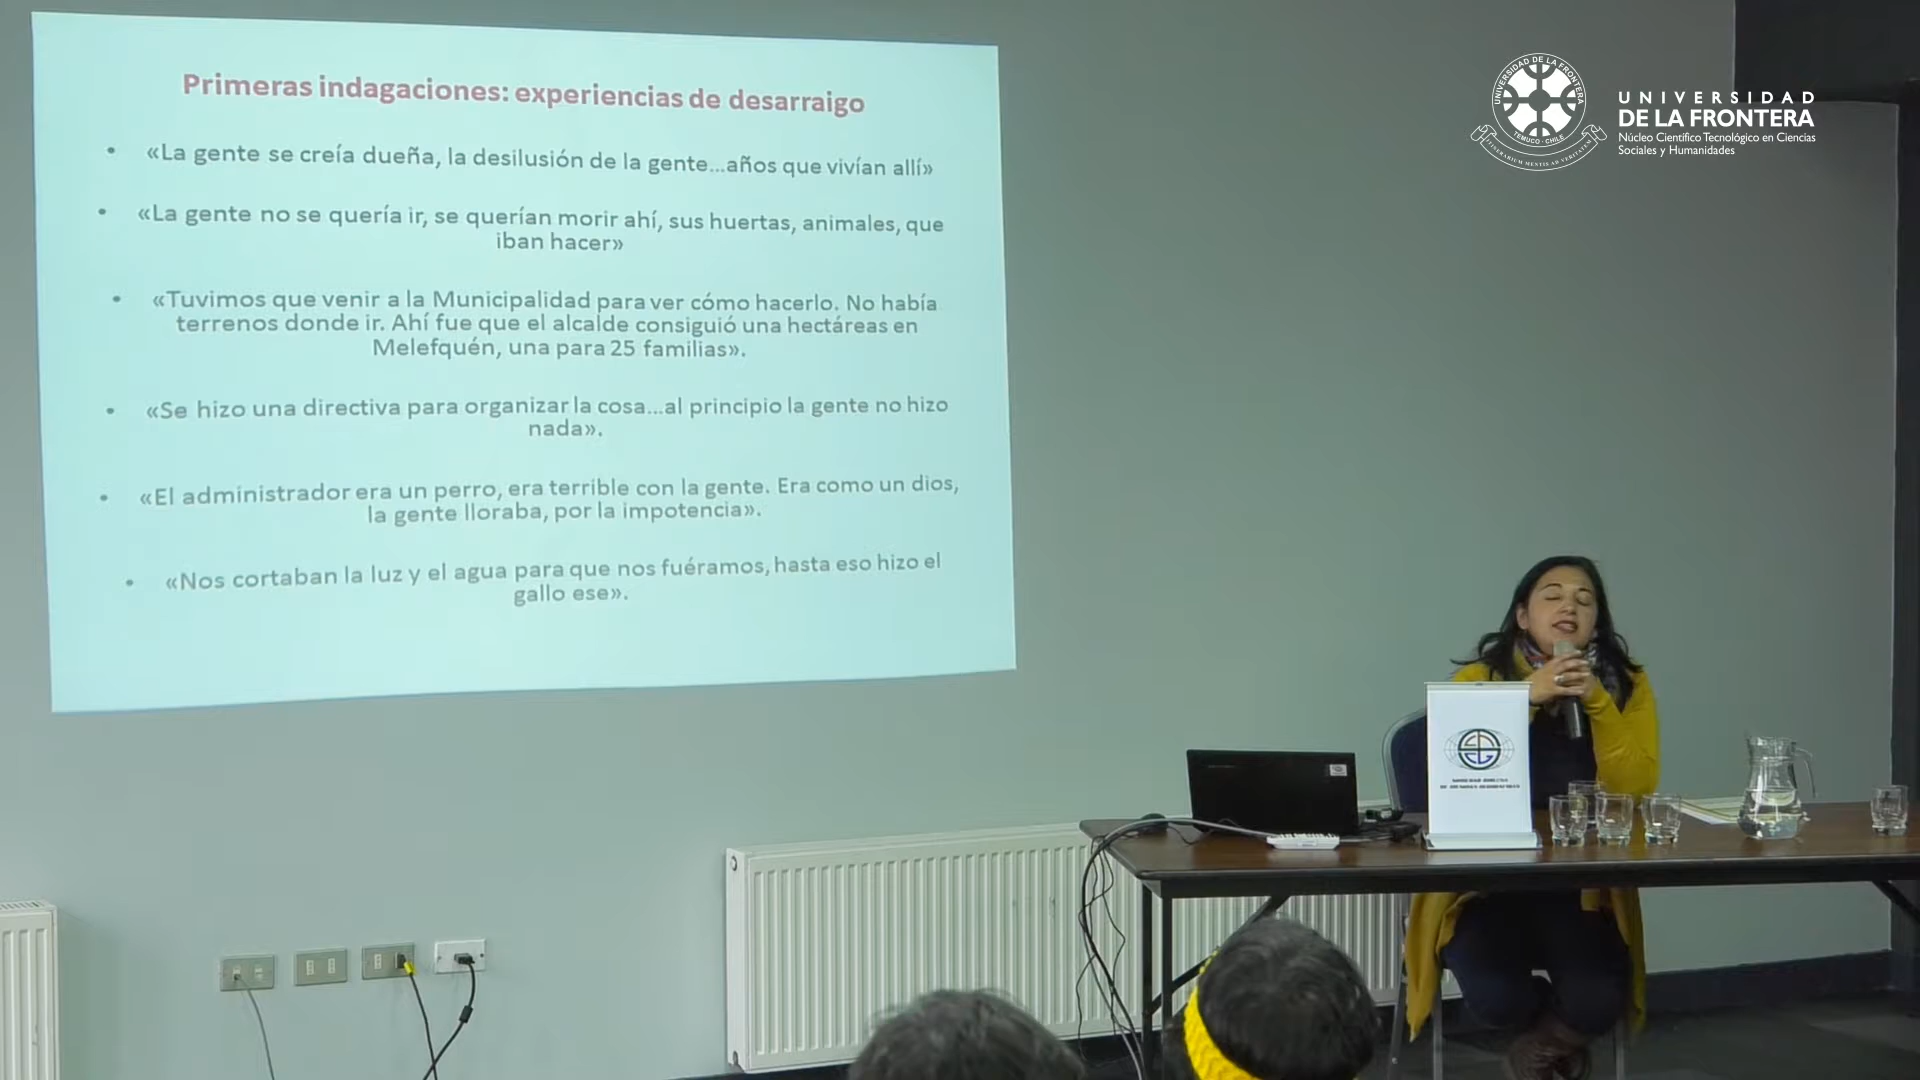 Primeras indagaciones: experiencias de desarraigo
• «La gente se creía dueña, la desilusión de la gente...años que vivían allí»
• «La gente no se quería ir, se querían morir ahí, sus huertas, animales, que
iban hacer»
• «Tuvimos que venir a la Municipalidad para ver cómo hacerlo. No había
terrenos donde ir. Ahí fue que el alcalde consiguió una hectáreas en
Melefquén, una para 25 familias».
• «Se hizo una directiva para organizar la cosa...al principio la gente no hizo
nada».
• «El administrador era un perro, era terrible con la gente. Era como un dios,
la gente lloraba, por la impotencia».
• «Nos cortaban la luz y el agua para que nos fuéramos, hasta eso hizo el
gallo ese».
UNIVERSIDAD DE LA FRONTERA
TEMUCO - CHILE
ITINERARIUM MENTIS AD VERITATEM
UNIVERSIDAD
DE LA FRONTERA
Núcleo Científico Tecnológico en Ciencias
Sociales y Humanidades